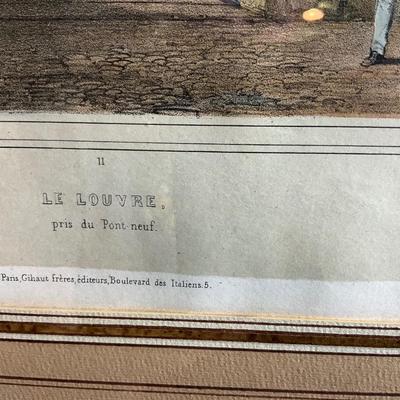 11
LE LOUVRE,
pris du Pont-neuf.
Paris, Gihaut frères, éditeurs, Boulevard des Italiens. 5.